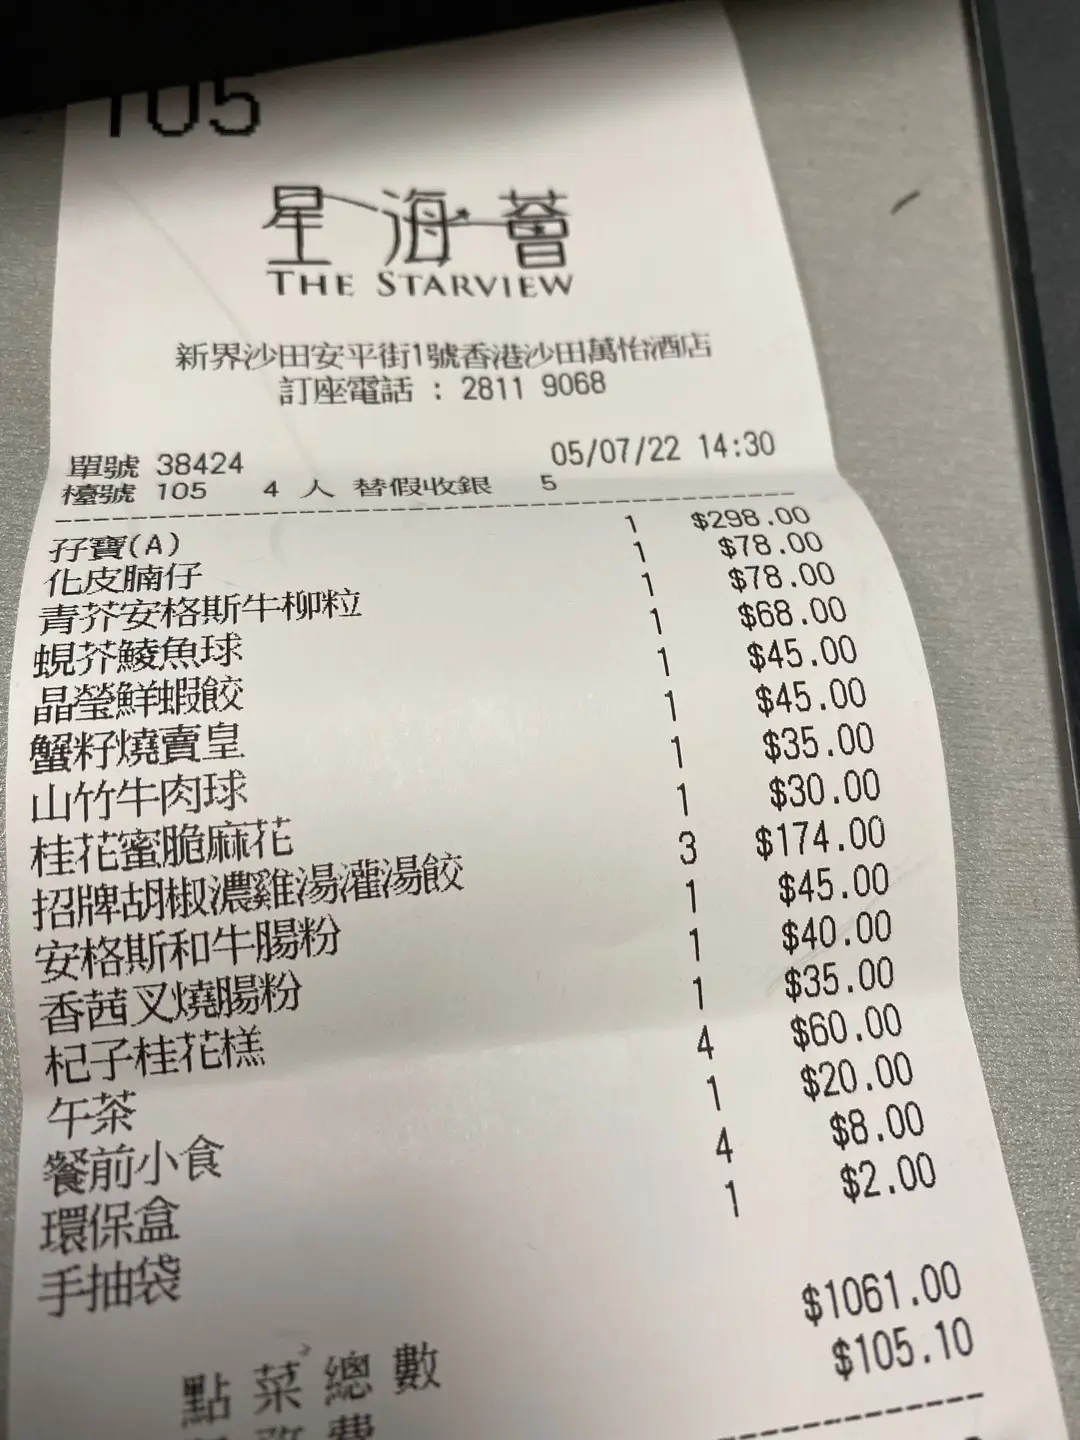 105
星海薈
THE STARVIEW
新界沙田安平街1號香港沙田萬怡酒店
訂座電話 : 2811 9068
單號 38424 05/07/22 14:30
檯號 105 4 人 替假收銀 5
孖寶(A) 1 $298.00
化皮腩仔 1 $78.00
青芥安格斯牛柳粒 1 $78.00
蜆芥鯪魚球 1 $68.00
晶瑩鮮蝦餃 1 $45.00
蟹籽燒賣皇 1 $45.00
山竹牛肉球 1 $35.00
桂花蜜脆麻花 1 $30.00
招牌胡椒濃雞湯灌湯餃 3 $174.00
安格斯和牛腸粉 1 $45.00
香茜叉燒腸粉 1 $40.00
杞子桂花糕 1 $35.00
午茶 4 $60.00
餐前小食 1 $20.00
環保盒 4 $8.00
手抽袋 1 $2.00
點菜總數 $1061.00
費 $105.10